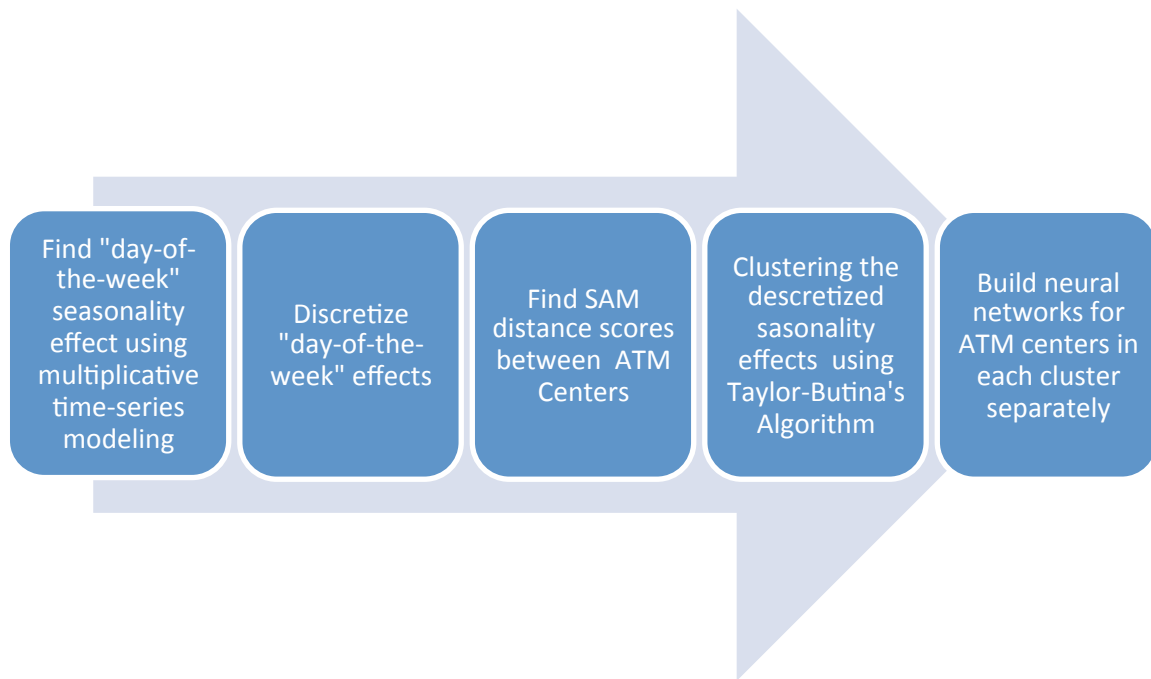 Find "day-of-
the-week"
seasonality
effect using
multiplicative
time-series
modeling
Discretize
"day-of-the-
week" effects
Find SAM
distance scores
between ATM
Centers
Clustering the
descretized
sasonality
effects using
Taylor-Butina's
Algorithm
Build neural
networks for
ATM centers in
each cluster
separately